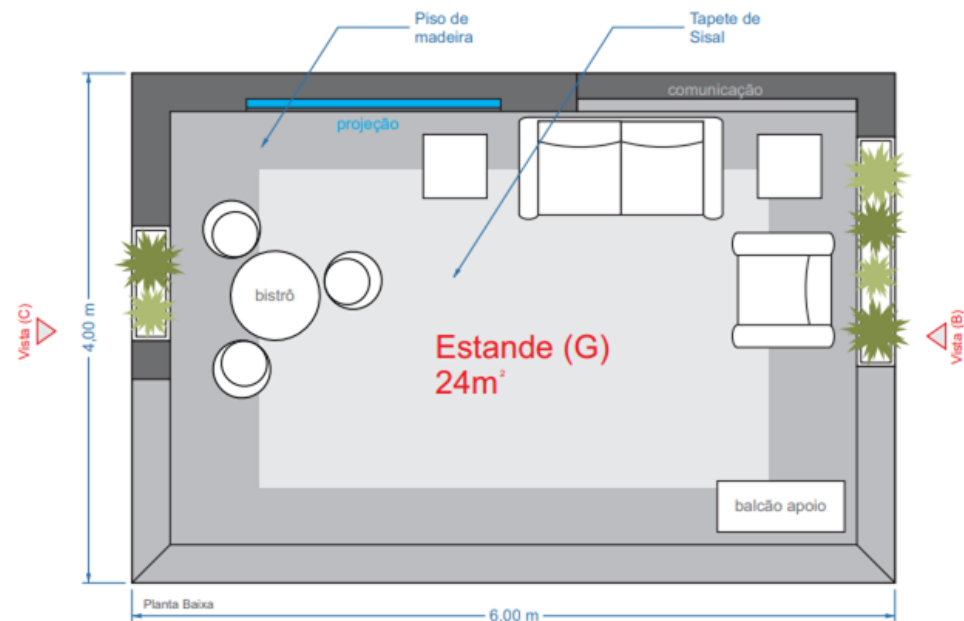 Piso de
madeira
Tapete de
Sisal
comunicação
projeção
bistrô
Vista (C)
4,00 m
Estande (G)
24m²
Vista (B)
balcão apoio
Planta Baixa
6,00 m